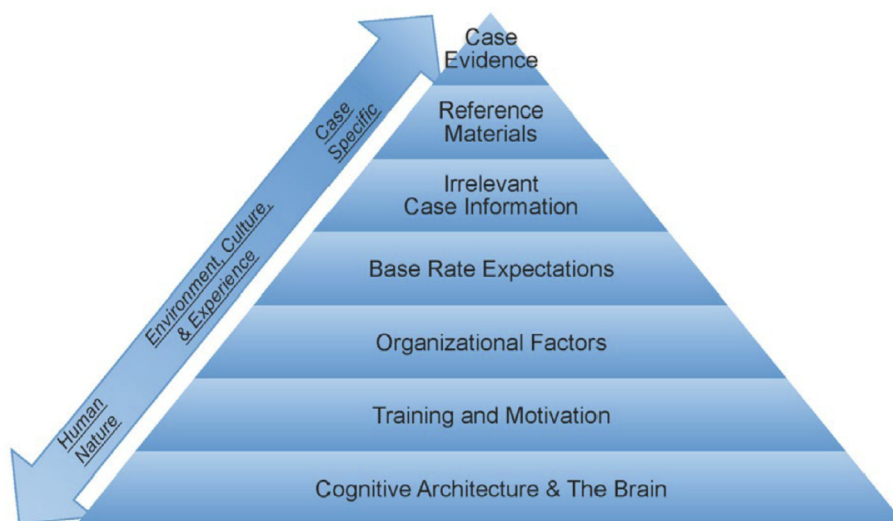 Case
Evidence
Reference
Materials
Irrelevant
Case Information
Base Rate Expectations
Organizational Factors
Training and Motivation
Cognitive Architecture & The Brain
Case
Specific
Environment, Culture,
& Experience
Human
Nature